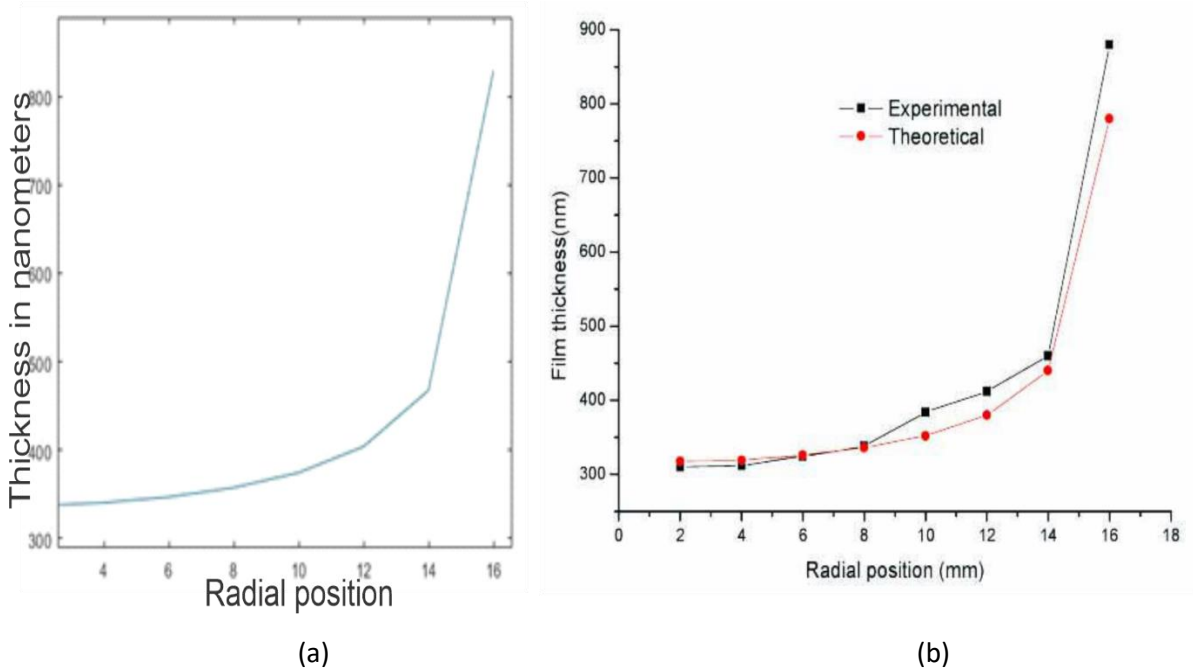 800
700
600
500
400
300
4 6 8 10 12 14 16
Thickness in nanometers
Radial position
(a)
900
800
700
600
500
400
300
0 2 4 6 8 10 12 14 16 18
Film thickness(nm)
Experimental
Theoretical
Radial position (mm)
(b)